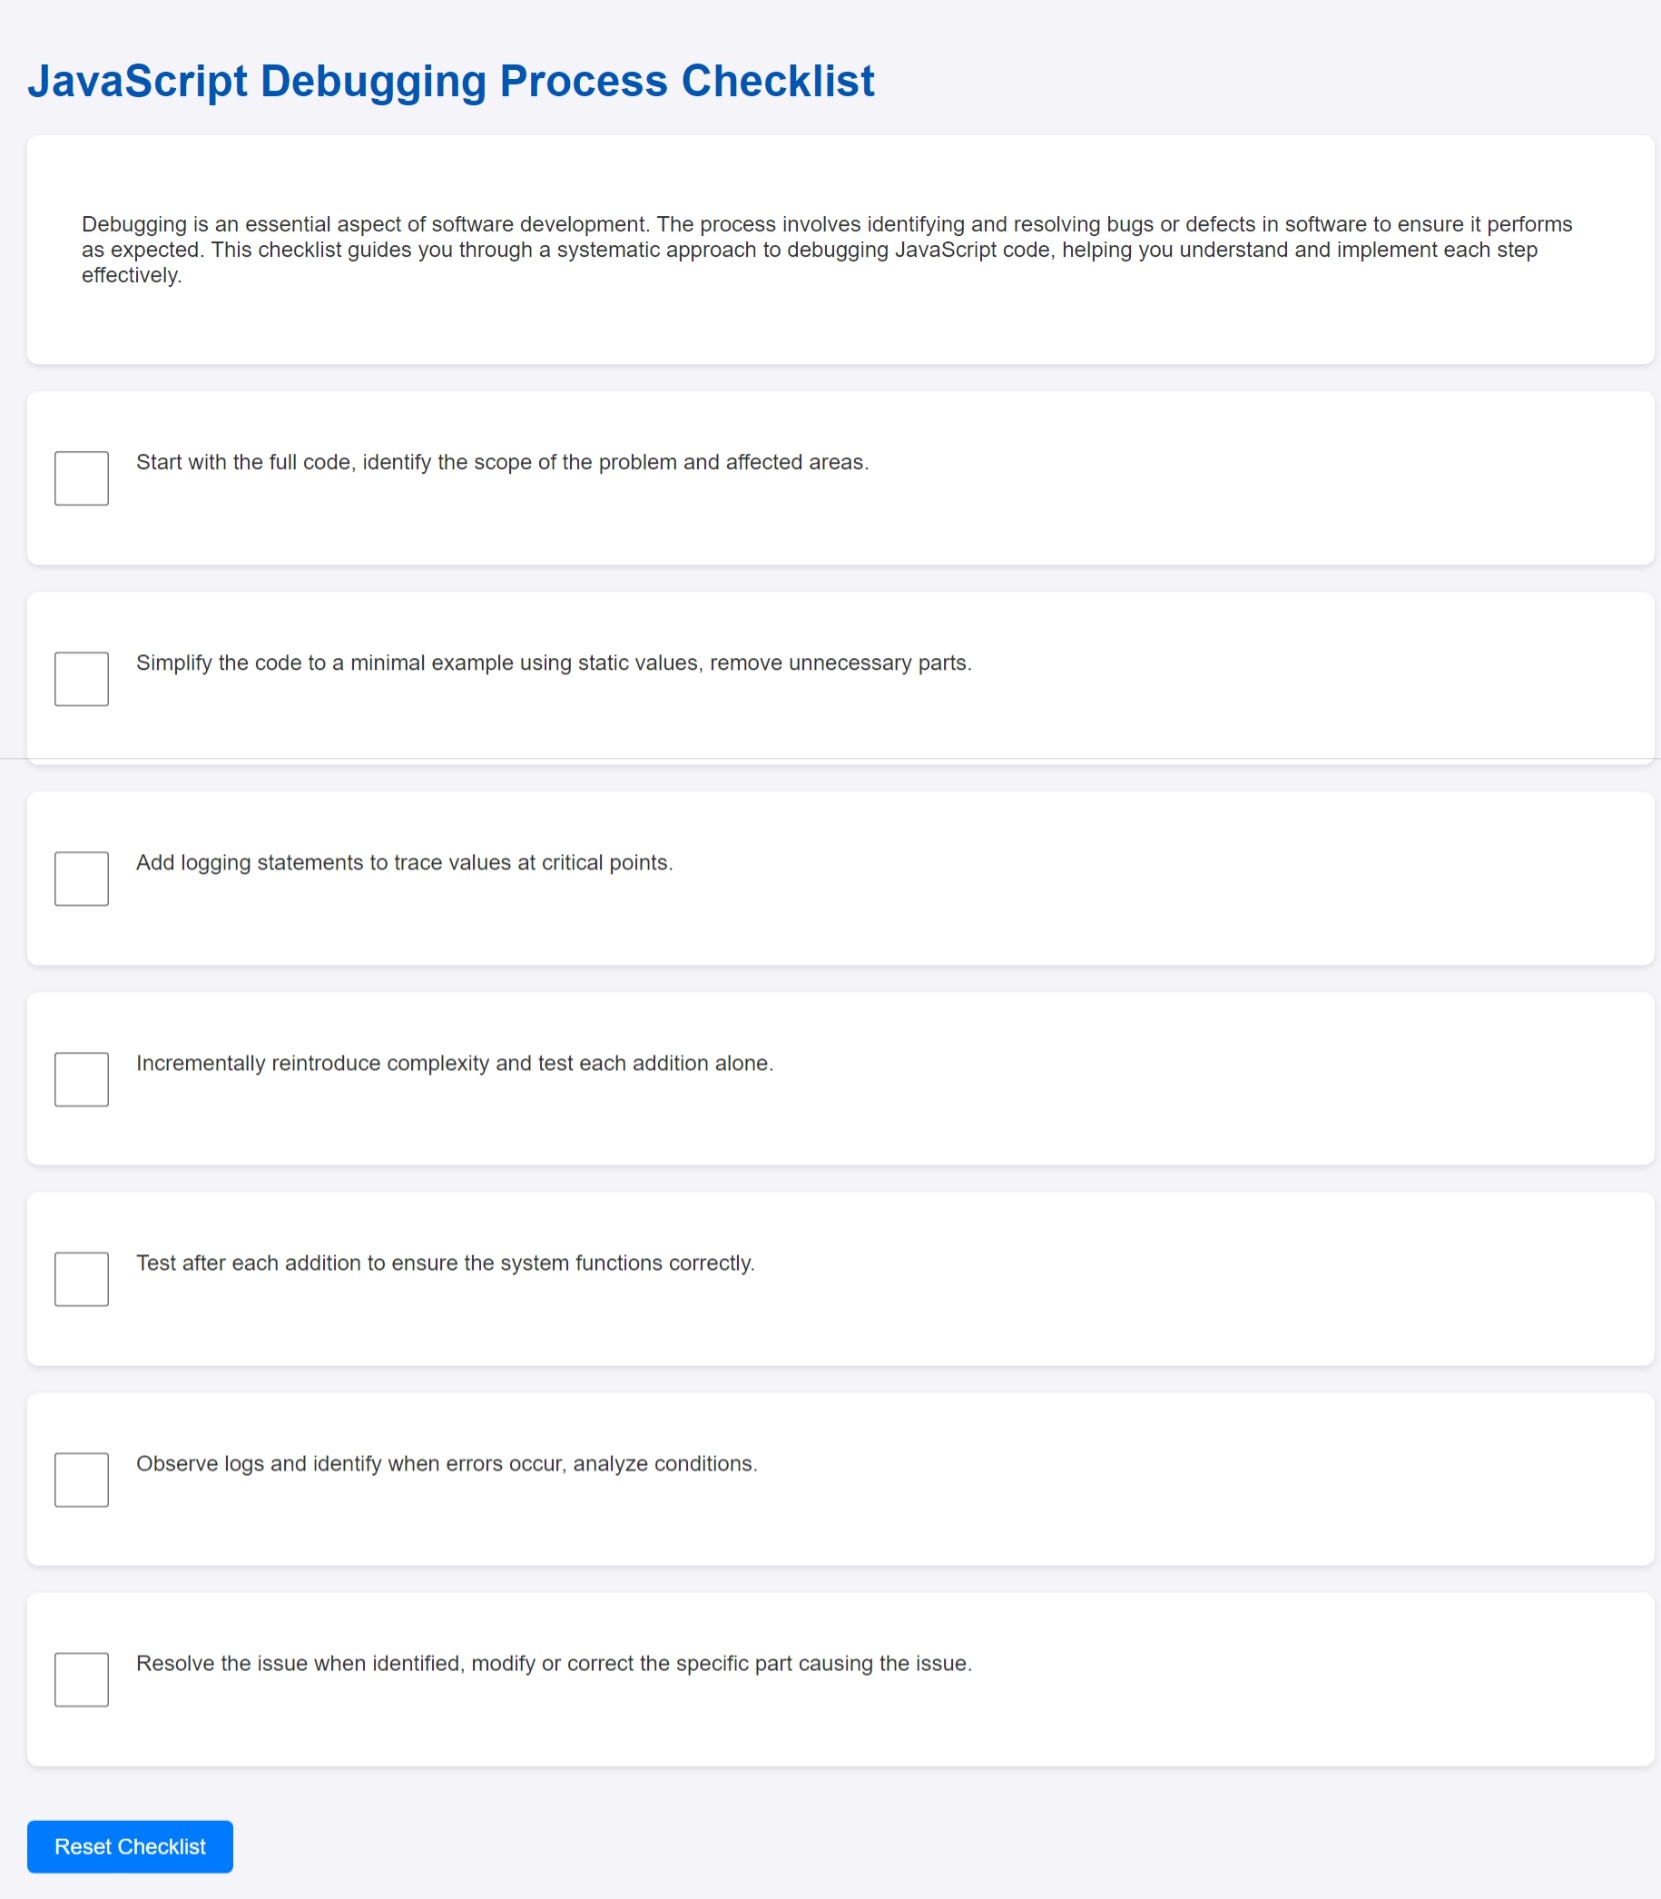 JavaScript Debugging Process Checklist
Debugging is an essential aspect of software development. The process involves identifying and resolving bugs or defects in software to ensure it performs
as expected. This checklist guides you through a systematic approach to debugging JavaScript code, helping you understand and implement each step
effectively.
Start with the full code, identify the scope of the problem and affected areas.
Simplify the code to a minimal example using static values, remove unnecessary parts.
Add logging statements to trace values at critical points.
Incrementally reintroduce complexity and test each addition alone.
Test after each addition to ensure the system functions correctly.
Observe logs and identify when errors occur, analyze conditions.
Resolve the issue when identified, modify or correct the specific part causing the issue.
Reset Checklist